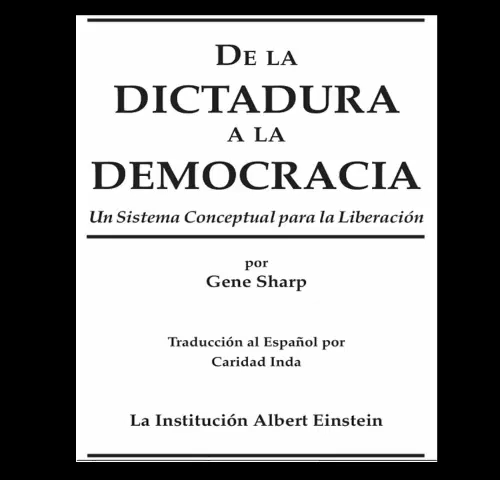 DE LA
DICTADURA
A LA
DEMOCRACIA
Un Sistema Conceptual para la Liberación
por
Gene Sharp
Traducción al Español por
Caridad Inda
La Institución Albert Einstein